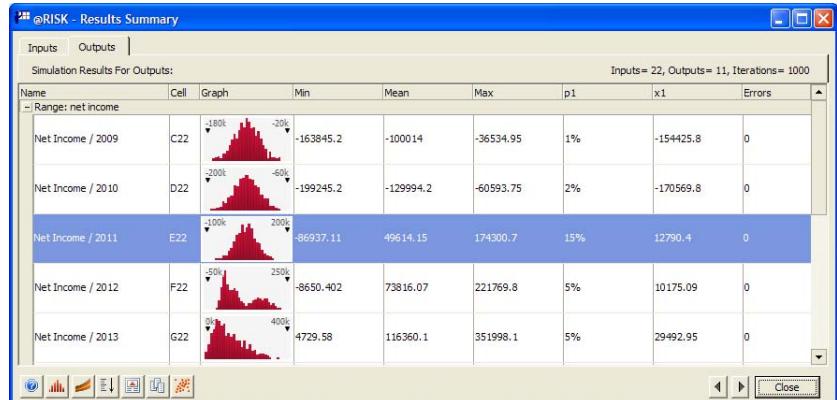 @RISK - Results Summary
Inputs Outputs
Simulation Results For Outputs: Inputs= 22, Outputs= 11, Iterations= 1000
Name Cell Graph Min Mean Max p1 x1 Errors
Range: net income
-180k -20k
Net Income / 2009 C22 -163845.2 -100014 -36534.95 1% -154425.8 0
-200k -60k
Net Income / 2010 D22 -199245.2 -129994.2 -60593.75 2% -170569.8 0
-100k 200k
Net Income / 2011 E22 -86937.11 49614.15 174300.7 15% 12790.4 0
-50k 250k
Net Income / 2012 F22 -8650.402 73816.07 221769.8 5% 10175.09 0
0k 400k
Net Income / 2013 G22 4729.58 116360.1 351998.1 5% 29492.95 0
Close